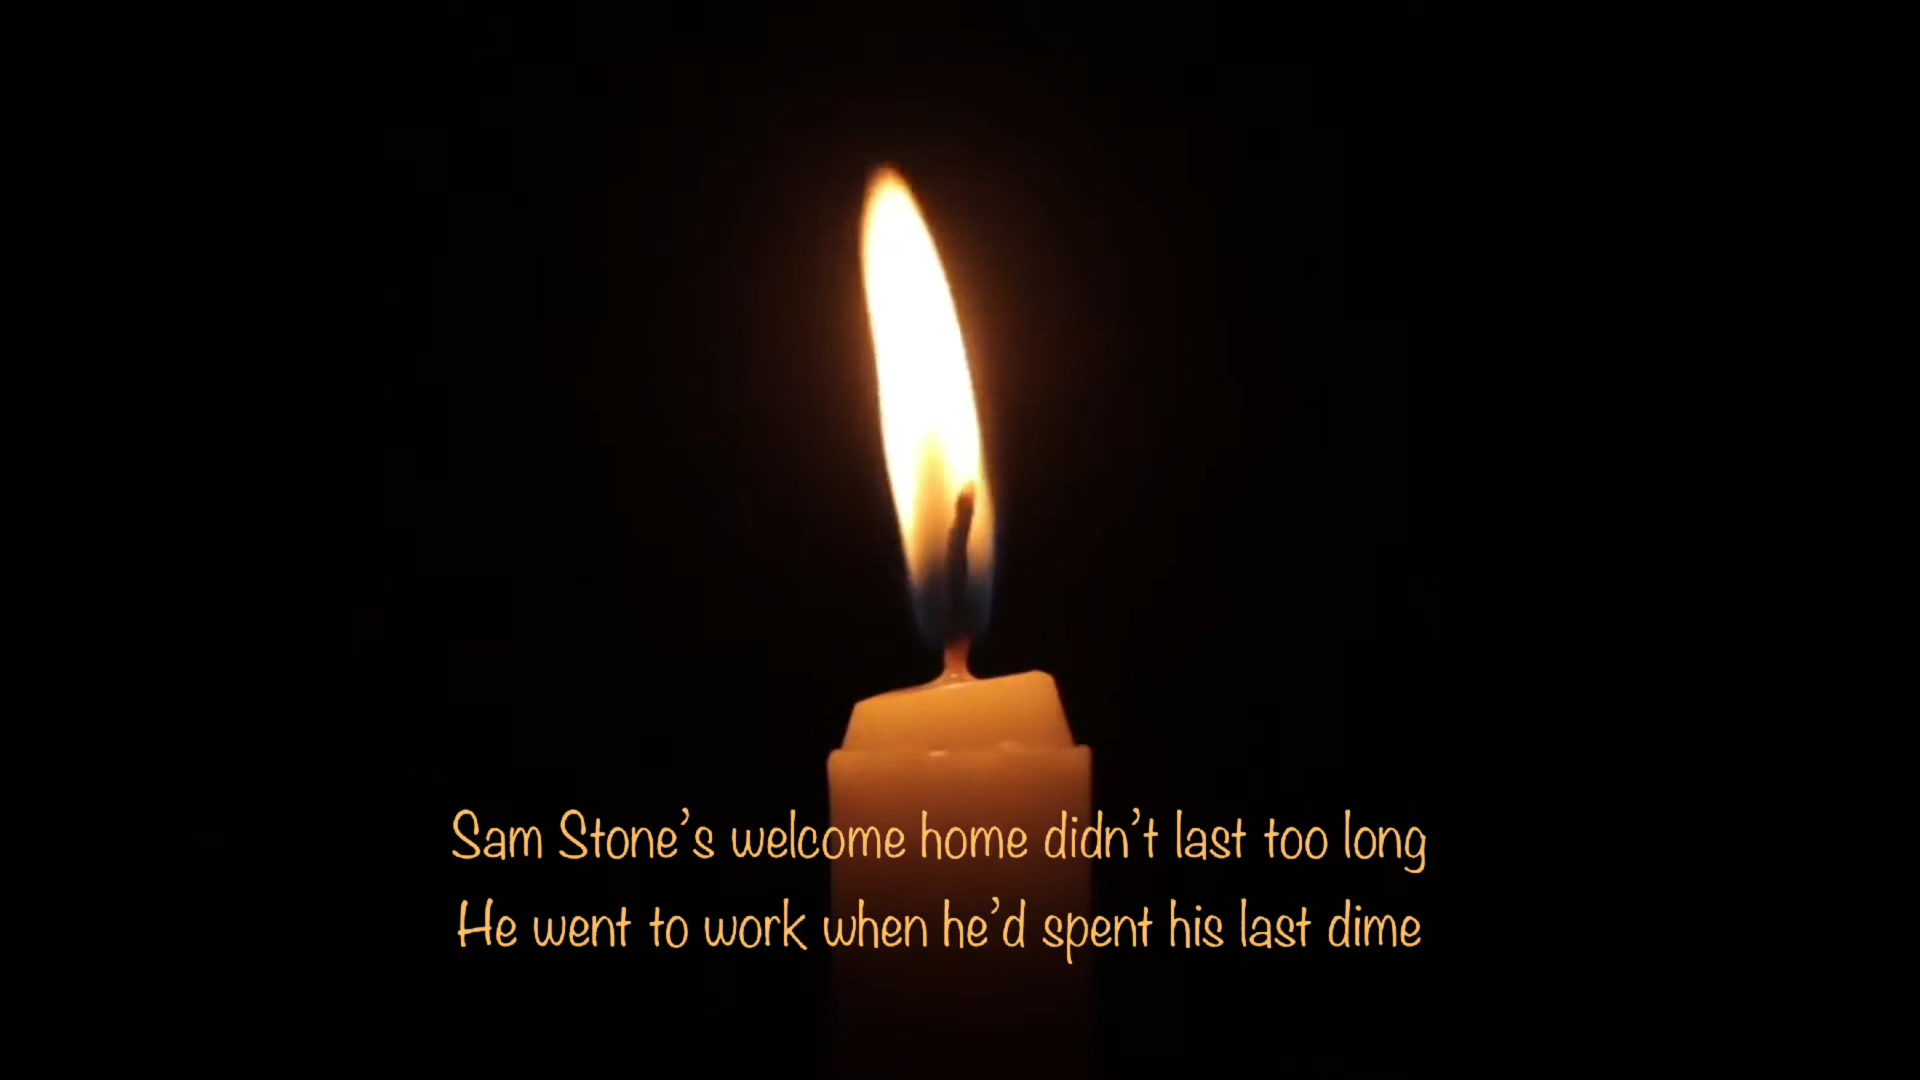 Sam Stone’s welcome home didn’t last too long
He went to work when he’d spent his last dime